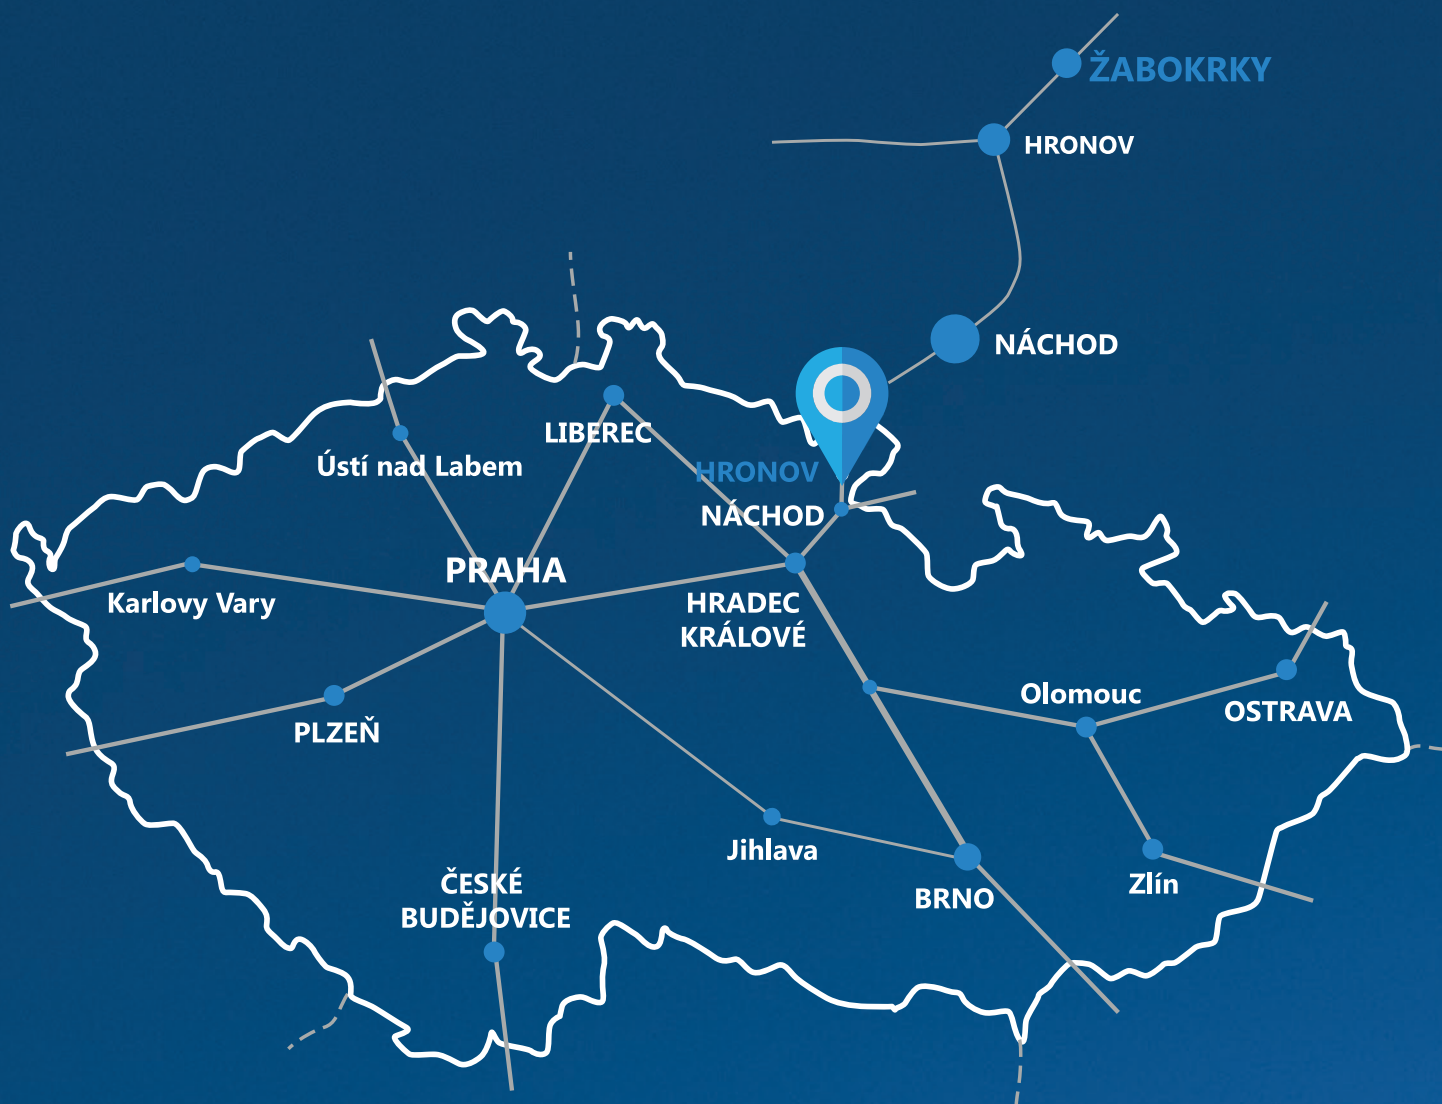 ŽABOKRKY
HRONOV
NÁCHOD
LIBEREC
Ústí nad Labem
HRONOV
NÁCHOD
PRAHA
Karlovy Vary
HRADEC
KRÁLOVÉ
Olomouc
OSTRAVA
PLZEŇ
Jihlava
ČESKÉ
BUDĚJOVICE
BRNO
Zlín